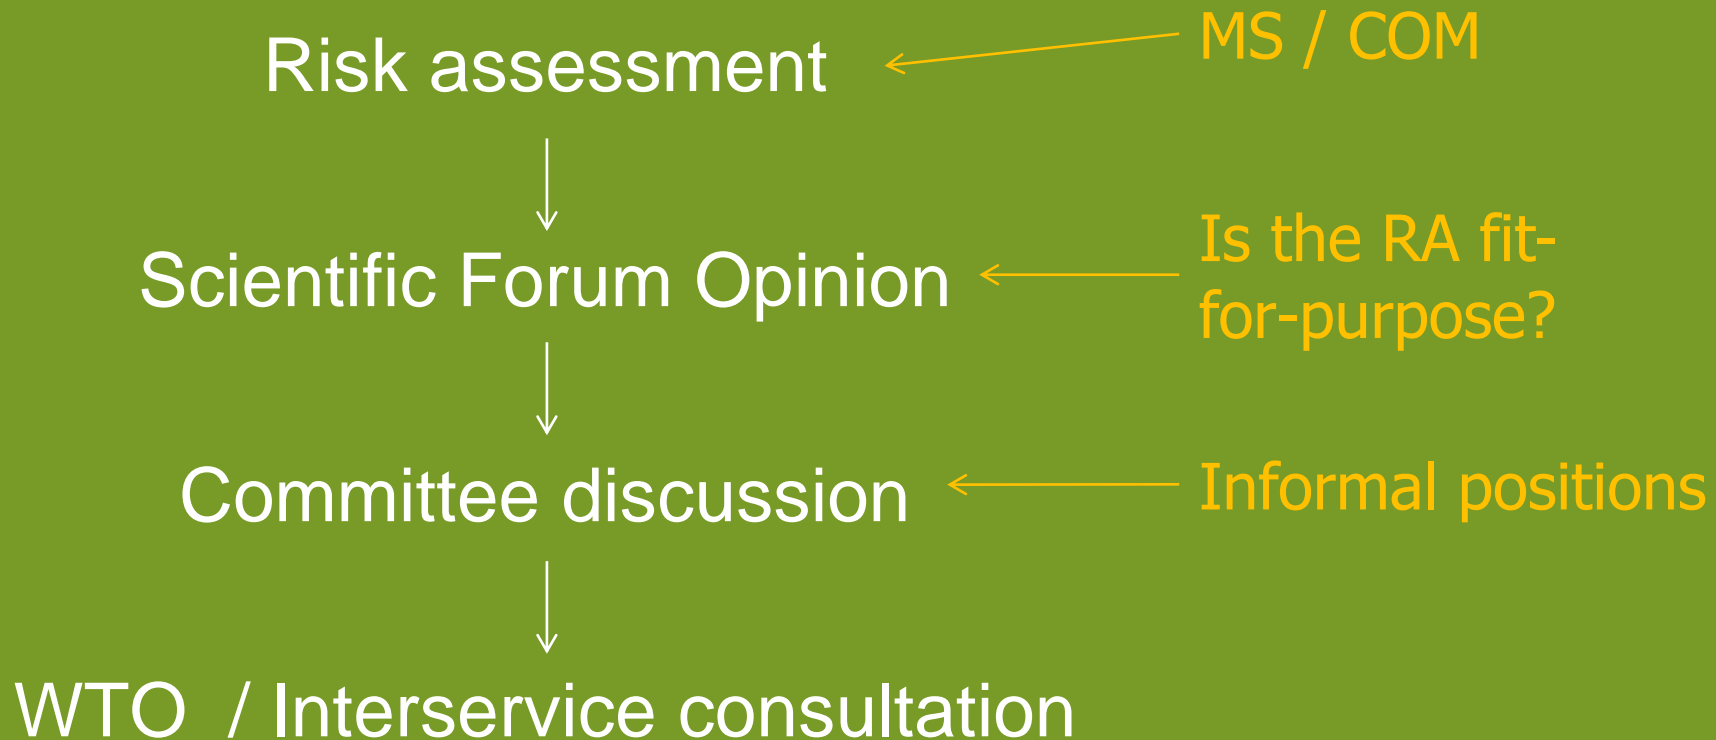 Risk assessment
MS / COM
Scientific Forum Opinion
Is the RA fit-
for-purpose?
Committee discussion
Informal positions
WTO / Interservice consultation